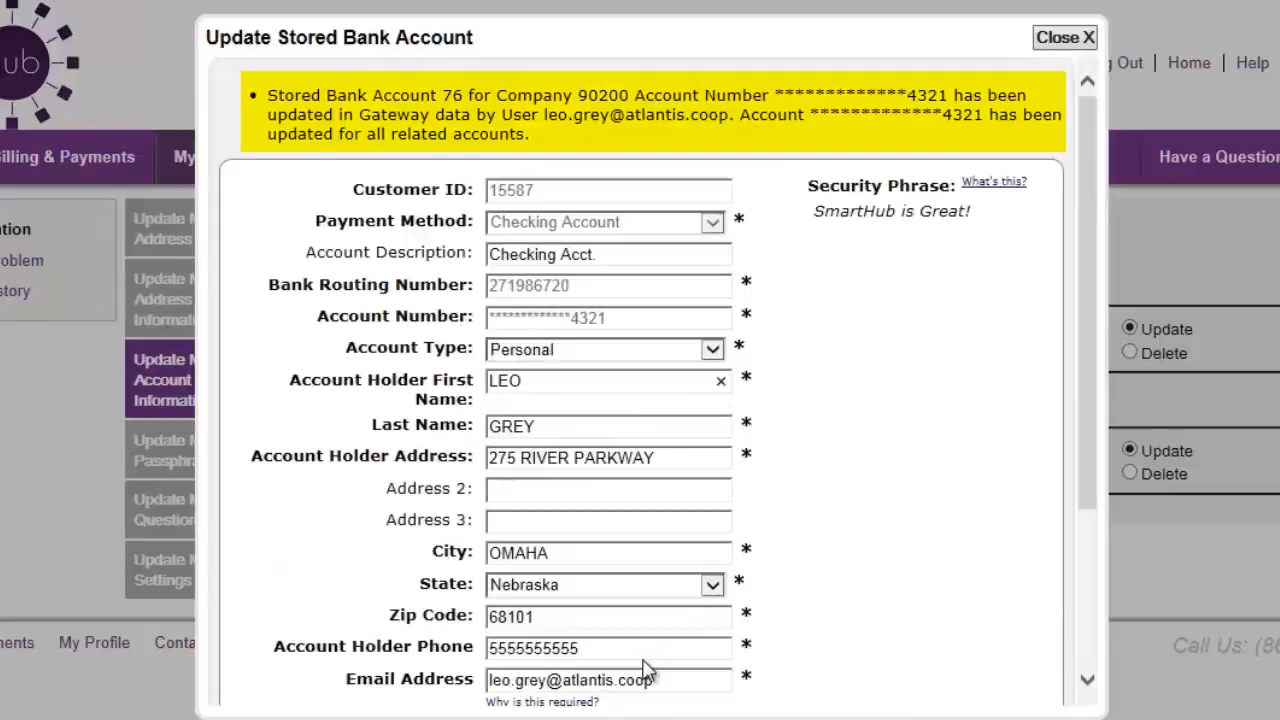 Update Stored Bank Account
Close X
ub
g Out | Home | Help
illing & Payments
My
Have a Question
• Stored Bank Account 76 for Company 90200 Account Number *************4321 has been
updated in Gateway data by User leo.grey@atlantis.coop. Account *************4321 has been
updated for all related accounts.
Customer ID: 15587
Security Phrase: What's this?
SmartHub is Great!
Payment Method: Checking Account *
Account Description: Checking Acct.
Bank Routing Number: 271986720 *
Account Number: *************4321 *
Account Type: Personal *
Account Holder First
Name: LEO × *
Last Name: GREY *
Account Holder Address: 275 RIVER PARKWAY *
Address 2:
Address 3:
City: OMAHA *
State: Nebraska *
Zip Code: 68101 *
Account Holder Phone 5555555555 *
Email Address leo.grey@atlantis.coop *
Why is this required?
tion
roblem
story
Update M
Address
Update M
Address
Informati
Update M
Account
Informati
Update M
Passphr
Update M
Question
Update M
Settings
Update
Delete
Update
Delete
nents
My Profile
Conta
Call Us: (86